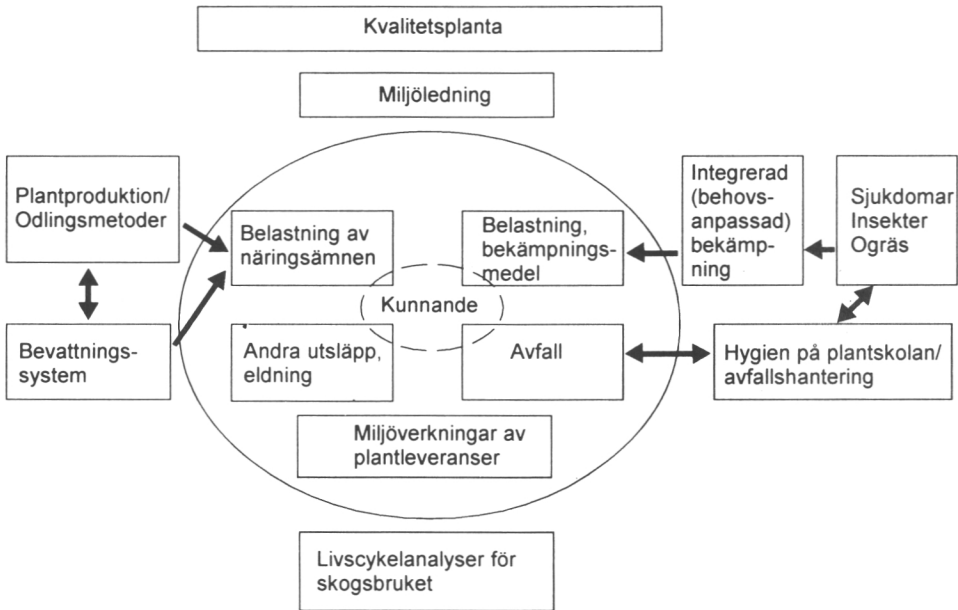 Kvalitetsplanta
Miljöledning
Plantproduktion/
Odlingsmetoder
Belastning av
näringsämnen
Belastning,
bekämpnings-
medel
Integrerad
(behovs-
anpassad)
bekämp-
ning
Sjukdomar
Insekter
Ogräs
Kunnande
Bevattnings-
system
Andra utsläpp,
eldning
Avfall
Hygien på plantskolan/
avfallshantering
Miljöverkningar av
plantleveranser
Livscykelanalyser för
skogsbruket